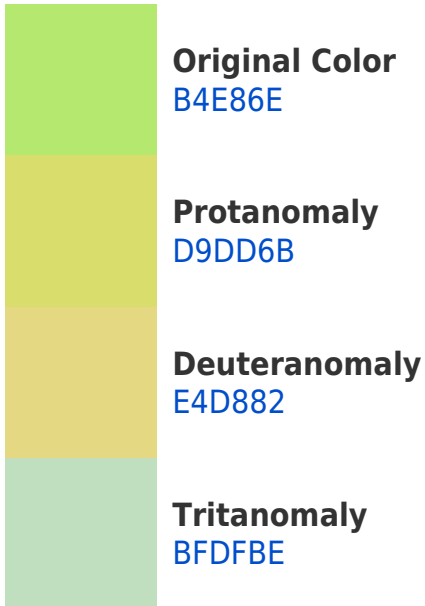 Original Color
B4E86E
Protanomaly
D9DD6B
Deuteranomaly
E4D882
Tritanomaly
BFDFBE